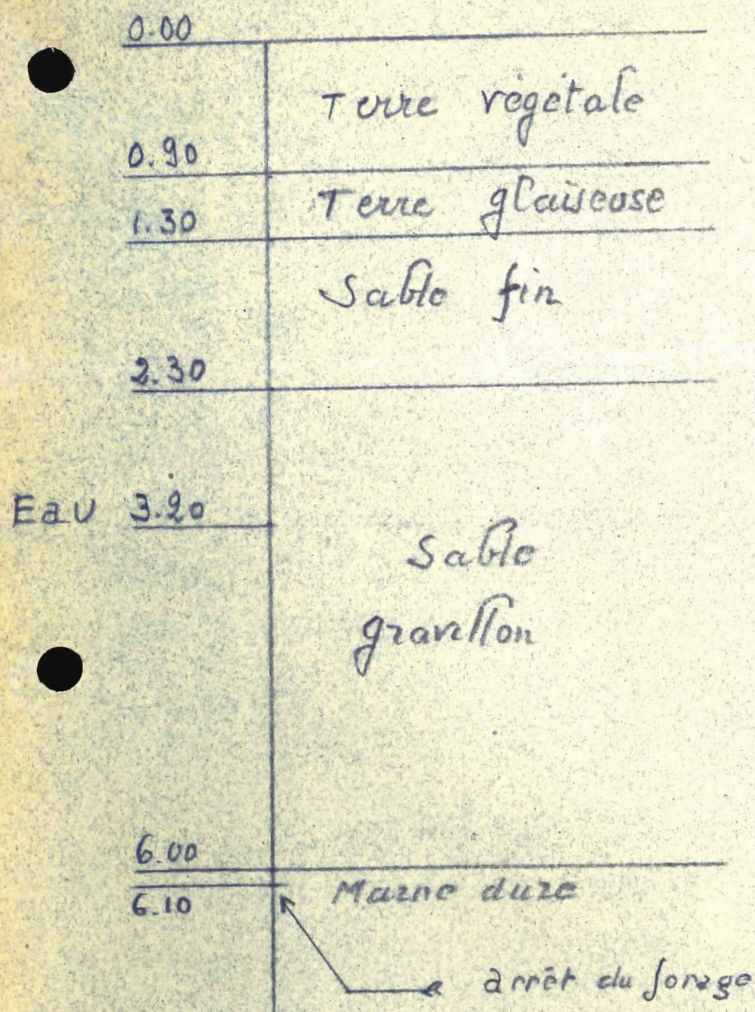 0.00
Terre végétale
0.90
Terre glaiseuse
1.30
Sable fin
2.30
Eau 3.20
Sable
gravillon
6.00
Marne dure
6.10
arrêt du forage